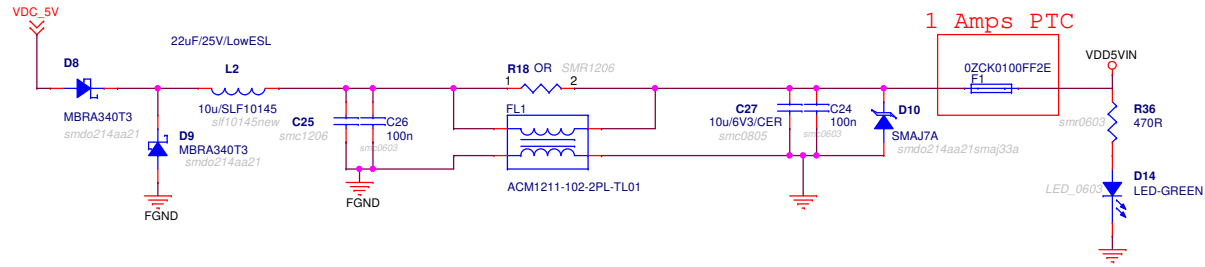 VDC_5V
1 Amps PTC
22uF/25V/LowESL
D8
L2
R18 OR SMR1206
1 2
0ZCK0100FF2E
F1
VDD5VIN
MBRA340T3
smdo214aa21
10u/SLF10145
slf10145new
C25
smc1206
C26
100n
smc0603
FL1
C27
10u/6V3/CER
smc0805
C24
100n
smc0603
D10
SMAJ7A
smdo214aa21smaj33a
R36
470R
smr0603
D9
MBRA340T3
smdo214aa21
ACM1211-102-2PL-TL01
D14
LED-GREEN
LED_0603
FGND
FGND